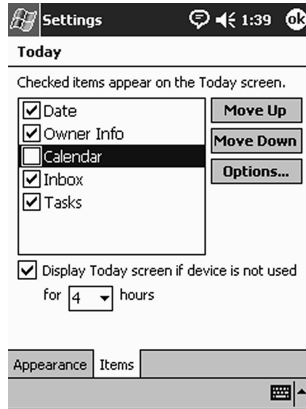 Settings 1:39 ok
Today
Checked items appear on the Today screen.
Date
Owner Info
Calendar
Inbox
Tasks
Move Up
Move Down
Options...
Display Today screen if device is not used
for 4 hours
Appearance Items